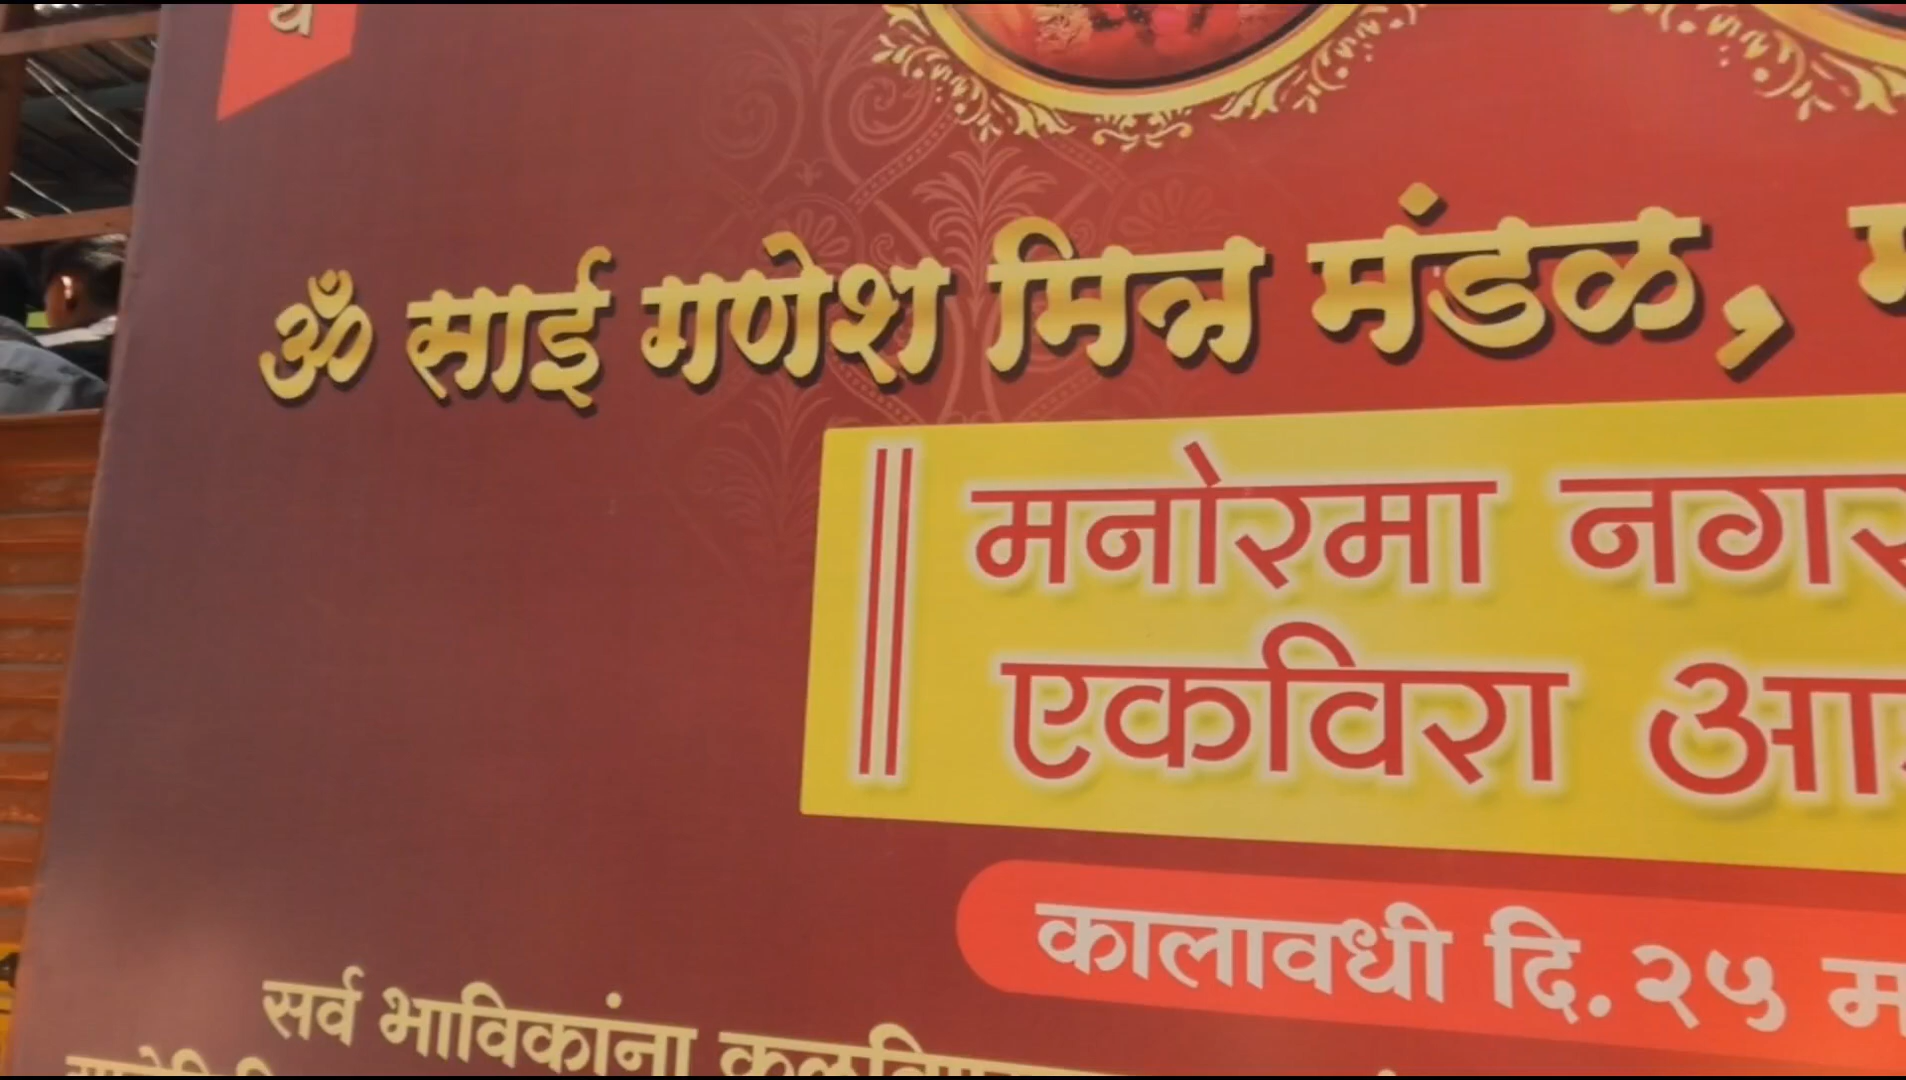 ॐ साई गणेश मित्र मंडळ,
मनोरमा नगर
एकविरा
कालावधी दि. २५
सर्व भाविकांना